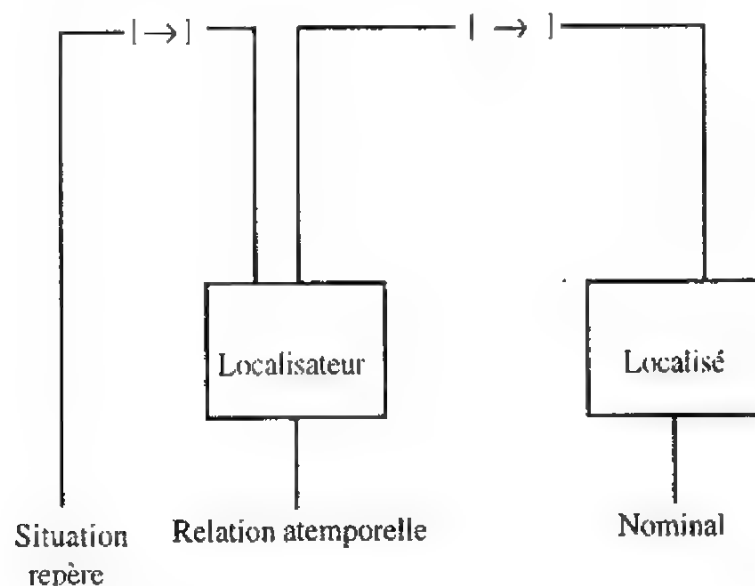 [ → ] [ → ]
Localisateur Localisé
Situation repère Relation atemporelle Nominal